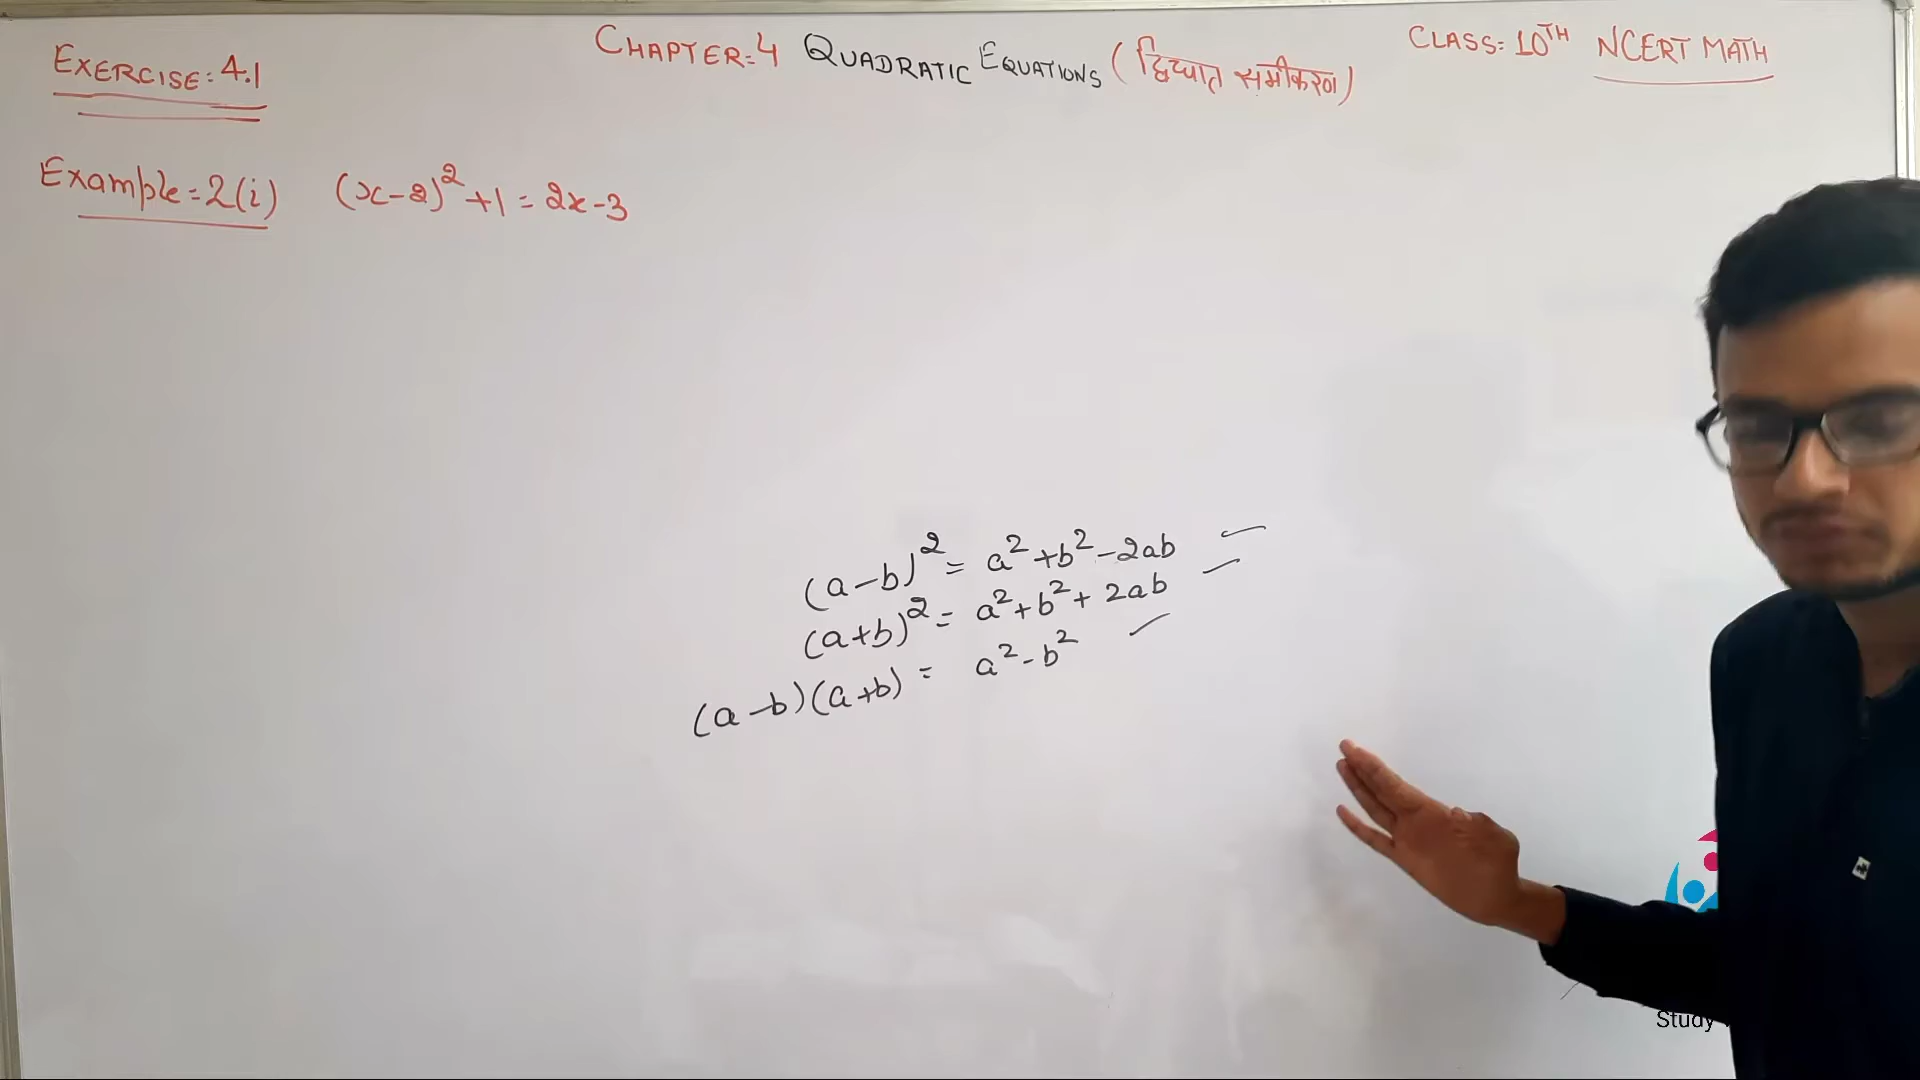 EXERCISE: 4.1
CHAPTER=4 QUADRATIC EQUATIONS (द्विघात समीकरण)
CLASS: 10TH NCERT MATH
Example=2(i) (x-2)² +1 = 2x-3
(a-b)² = a²+b²-2ab
(a+b)² = a²+b²+2ab
(a-b)(a+b) = a²-b²
Study